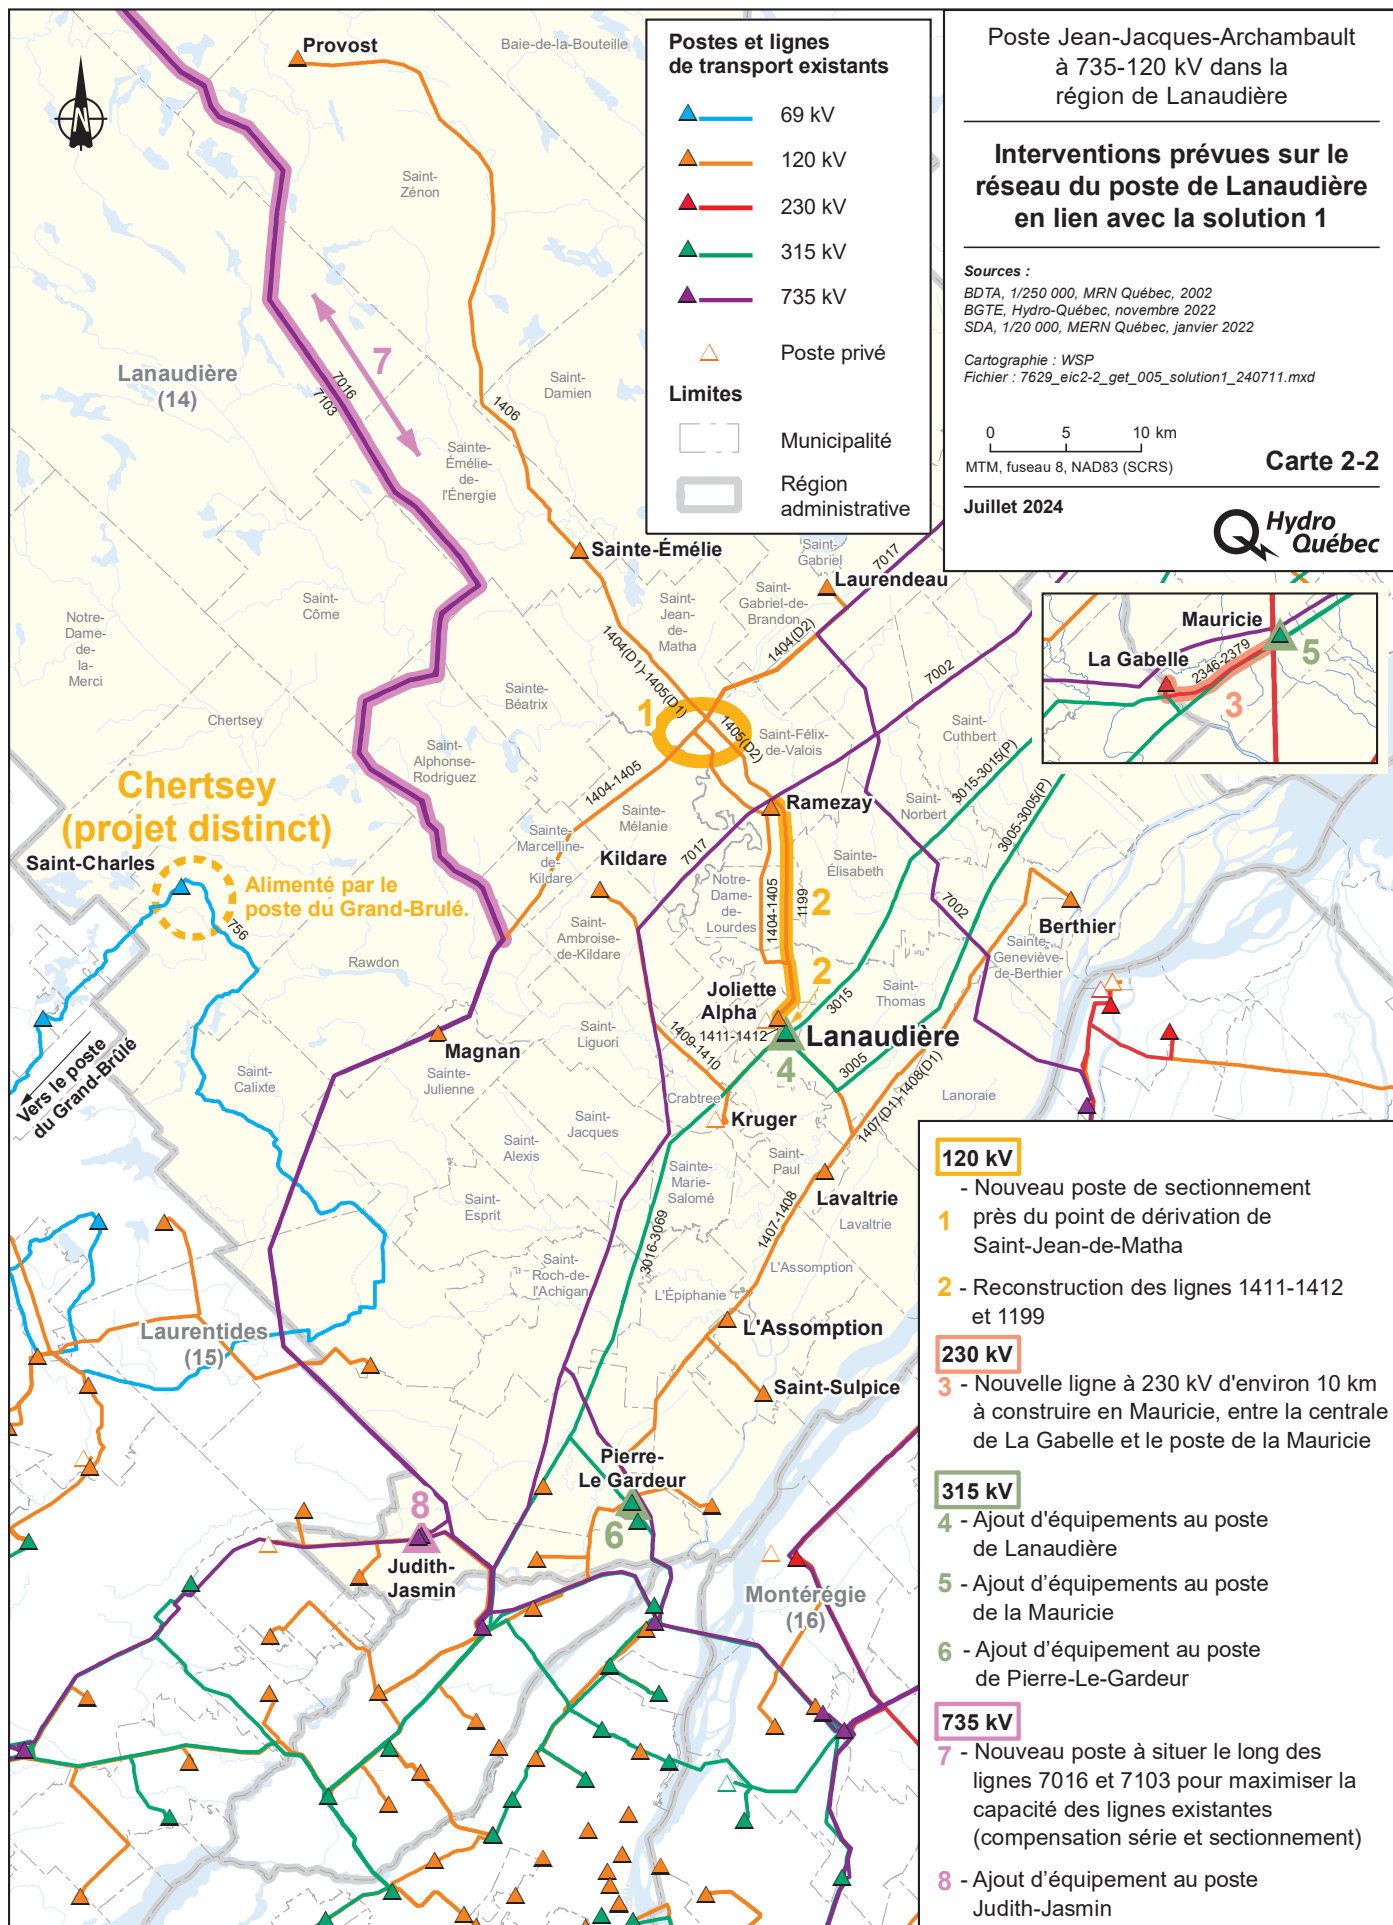 Provost
Baie-de-la-Bouteille
N
Saint-
Zénon
Lanaudière
(14)
7
7016
7103
Saint-
Damien
1406
Sainte-
Émélie-
de-
l'Énergie
Sainte-Émélie
Saint-
Côme
Notre-
Dame-
de-
la-
Merci
Saint-
Jean-
de-
Matha
Saint-
Gabriel
Laurendeau
7017
Saint-
Gabriel-de-
Brandon
1404(D2)
1404(D1)-1405(D1)
7002
Sainte-
Béatrix
Chertsey
1
1405(D2)
Saint-Félix-
de-Valois
Saint-
Cuthbert
Saint-
Alphonse-
Rodriguez
1404-1405
3015-3015(P)
3005-3005(P)
Chertsey
(projet distinct)
Ramezay
Sainte-
Mélanie
Saint-
Norbert
Sainte-
Marcelline-
de-
Kildare
Kildare
7017
Sainte-
Élisabeth
Saint-Charles
Alimenté par le
poste du Grand-Brulé.
756
Notre-
Dame-
de-
Lourdes
1404-1405
1199
2
7002
Berthier
Saint-
Ambroise-
de-Kildare
Sainte-
Geneviève-
de-Berthier
Rawdon
2
Joliette
Alpha
3015
Saint-
Thomas
1411-1412
Lanaudière
Magnan
Saint-
Liguori
1409-1410
4
3005
Vers le poste
du Grand-Brûlé
Saint-
Calixte
Sainte-
Julienne
Crabtree
Kruger
1407(D1)-1408(D1)
Lanoraie
Saint-
Jacques
Saint-
Alexis
Saint-
Paul
Sainte-
Marie-
Salomé
Lavaltrie
Lavaltrie
Saint-
Esprit
3016-3069
1407-1408
Saint-
Roch-de-
l'Achigan
L'Assomption
L'Épiphanie
L'Assomption
Laurentides
(15)
Saint-Sulpice
Pierre-
Le Gardeur
8
6
Judith-
Jasmin
Montérégie
(16)
Postes et lignes
de transport existants
69 kV
120 kV
230 kV
315 kV
735 kV
Poste privé
Limites
Municipalité
Région
administrative
Poste Jean-Jacques-Archambault
à 735-120 kV dans la
région de Lanaudière
Interventions prévues sur le
réseau du poste de Lanaudière
en lien avec la solution 1
Sources :
BDTA, 1/250 000, MRN Québec, 2002
BGTE, Hydro-Québec, novembre 2022
SDA, 1/20 000, MERN Québec, janvier 2022
Cartographie : WSP
Fichier : 7629_eic2-2_get_005_solution1_240711.mxd
0 5 10 km
MTM, fuseau 8, NAD83 (SCRS)
Carte 2-2
Juillet 2024
Hydro
Québec
Mauricie
La Gabelle
2346-2379
5
3
120 kV
1 - Nouveau poste de sectionnement
près du point de dérivation de
Saint-Jean-de-Matha
2 - Reconstruction des lignes 1411-1412
et 1199
230 kV
3 - Nouvelle ligne à 230 kV d'environ 10 km
à construire en Mauricie, entre la centrale
de La Gabelle et le poste de la Mauricie
315 kV
4 - Ajout d'équipements au poste
de Lanaudière
5 - Ajout d'équipements au poste
de la Mauricie
6 - Ajout d'équipement au poste
de Pierre-Le-Gardeur
735 kV
7 - Nouveau poste à situer le long des
lignes 7016 et 7103 pour maximiser la
capacité des lignes existantes
(compensation série et sectionnement)
8 - Ajout d'équipement au poste
Judith-Jasmin